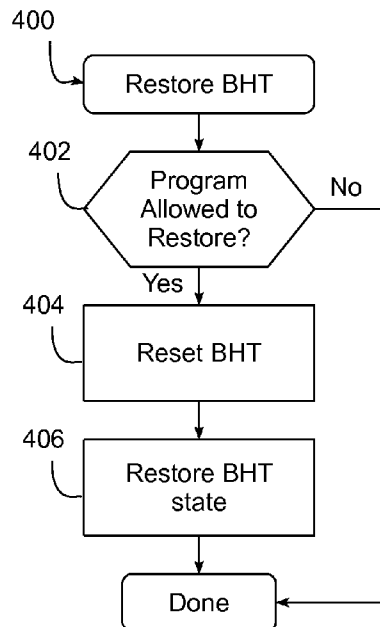 400
Restore BHT
402
Program
Allowed to
Restore?
No
Yes
404
Reset BHT
406
Restore BHT
state
Done